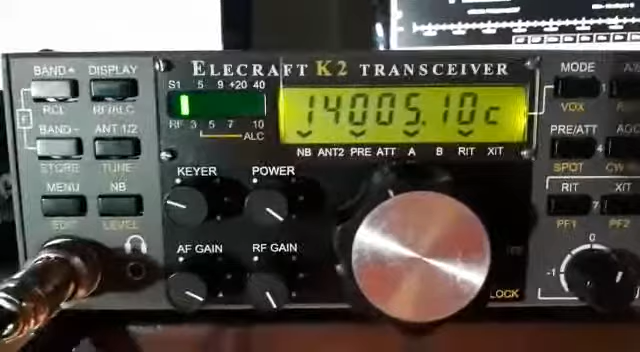 ELECRAFT K2 TRANSCEIVER
BAND+ DISPLAY
RCL RF/ALC
BAND- ANT 1/2
STORE TUNE
MENU NB
EDIT LEVEL
S1 5 9 +20 40
RF 3 5 7 10
ALC
14005.10c
NB ANT2 PRE ATT A B RIT XIT
KEYER POWER
AF GAIN RF GAIN
LOCK
MODE
VOX
PRE/ATT
SPOT CW
RIT XIT
PF1 PF2
0
-1